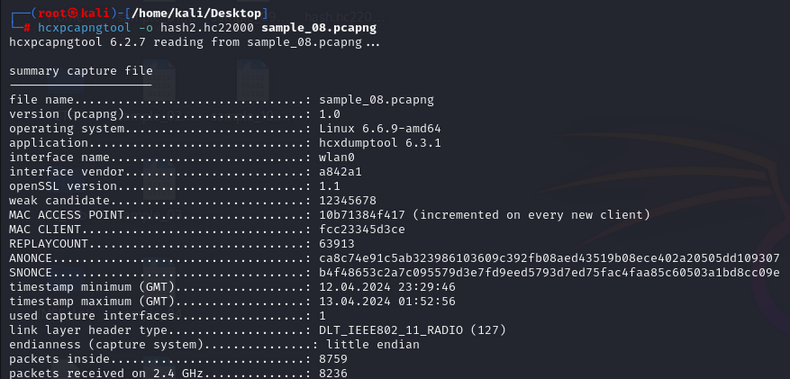 ┌──(root㉿kali)-[/home/kali/Desktop]
└─# hcxpcapngtool -o hash2.hc22000 sample_08.pcapng
hcxpcapngtool 6.2.7 reading from sample_08.pcapng...
summary capture file
--------------------
file name................................: sample_08.pcapng
version (pcapng).........................: 1.0
operating system.........................: Linux 6.6.9-amd64
application..............................: hcxdumptool 6.3.1
interface name...........................: wlan0
interface vendor.........................: a842a1
openSSL version..........................: 1.1
weak candidate...........................: 12345678
MAC ACCESS POINT.........................: 10b71384f417 (incremented on every new client)
MAC CLIENT...............................: fcc23345d3ce
REPLAYCOUNT..............................: 63913
ANONCE...................................: ca8c74e91c5ab323986103609c392fb08aed43519b08ece402a20505dd109307
SNONCE...................................: b4f48653c2a7c095579d3e7fd9eed5793d7ed75fac4faa85c60503a1bd8cc09e
timestamp minimum (GMT)..................: 12.04.2024 23:29:46
timestamp maximum (GMT)..................: 13.04.2024 01:52:56
used capture interfaces..................: 1
link layer header type...................: DLT_IEEE802_11_RADIO (127)
endianness (capture system)...............: little endian
packets inside...........................: 8759
packets received on 2.4 GHz..............: 8236